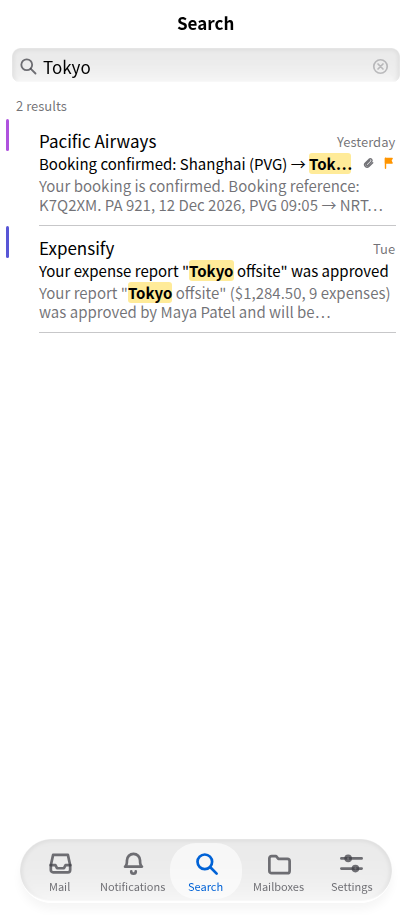 Search
Tokyo
2 results
Pacific Airways
Yesterday
Booking confirmed: Shanghai (PVG) → Tok…
Your booking is confirmed. Booking reference:
K7Q2XM. PA 921, 12 Dec 2026, PVG 09:05 → NRT…
Expensify
Tue
Your expense report "Tokyo offsite" was approved
Your report "Tokyo offsite" ($1,284.50, 9 expenses)
was approved by Maya Patel and will be…
Mail
Notifications
Search
Mailboxes
Settings